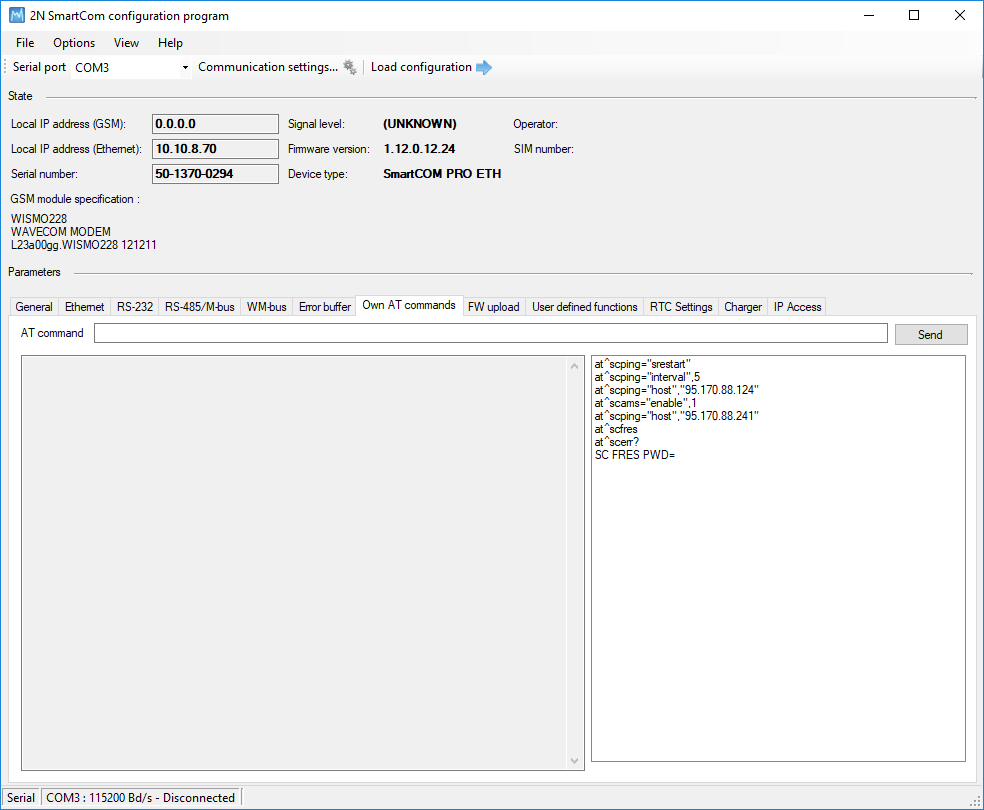 2N SmartCom configuration program
File Options View Help
Serial port COM3 Communication settings... Load configuration
State
Local IP address (GSM): 0.0.0.0 Signal level: (UNKNOWN) Operator:
Local IP address (Ethernet): 10.10.8.70 Firmware version: 1.12.0.12.24 SIM number:
Serial number: 50-1370-0294 Device type: SmartCOM PRO ETH
GSM module specification :
WISMO228
WAVECOM MODEM
L23a00gg.WISMO228 121211
Parameters
General Ethernet RS-232 RS-485/M-bus WM-bus Error buffer Own AT commands FW upload User defined functions RTC Settings Charger IP Access
AT command Send
at^scping="srestart"
at^scping="interval",5
at^scping="host","95.170.88.124"
at^scams="enable",1
at^scping="host","95.170.88.241"
at^scfres
at^scerr?
SC FRES PWD=
Serial COM3 : 115200 Bd/s - Disconnected